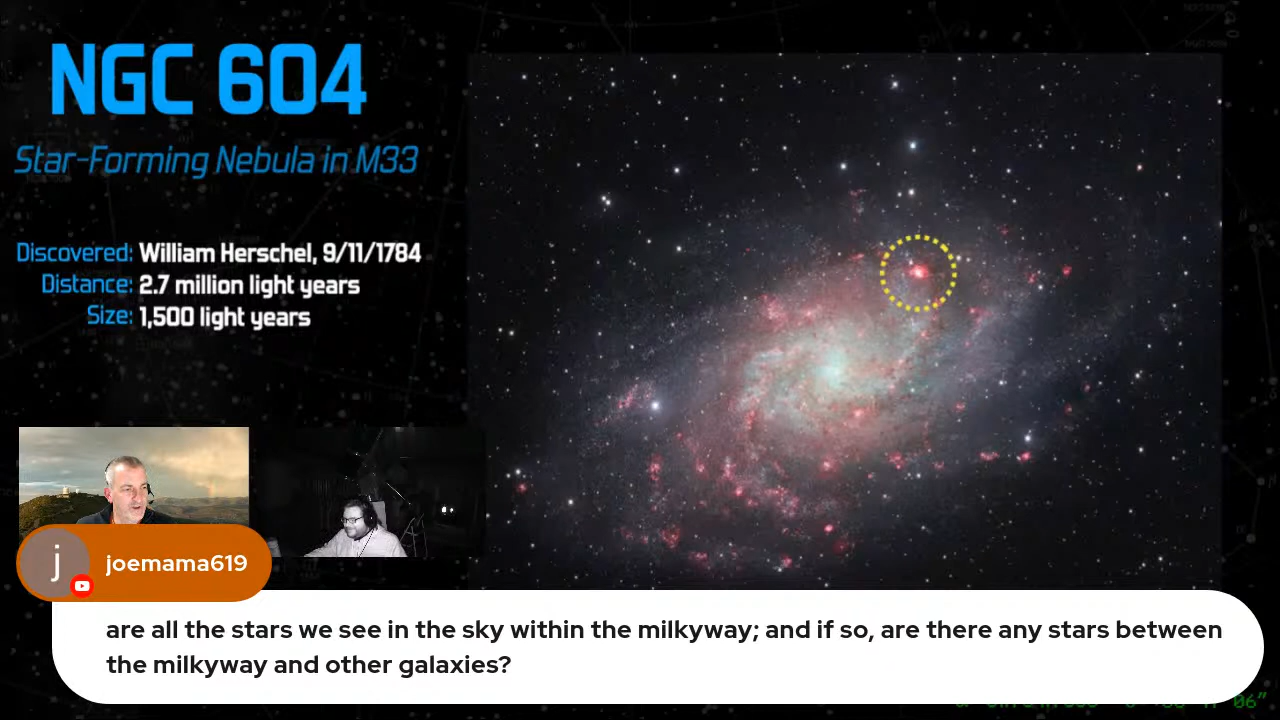 NGC 604
Star-Forming Nebula in M33
Discovered: William Herschel, 9/11/1784
Distance: 2.7 million light years
Size: 1,500 light years
j
joemama619
are all the stars we see in the sky within the milkyway; and if so, are there any stars between
the milkyway and other galaxies?